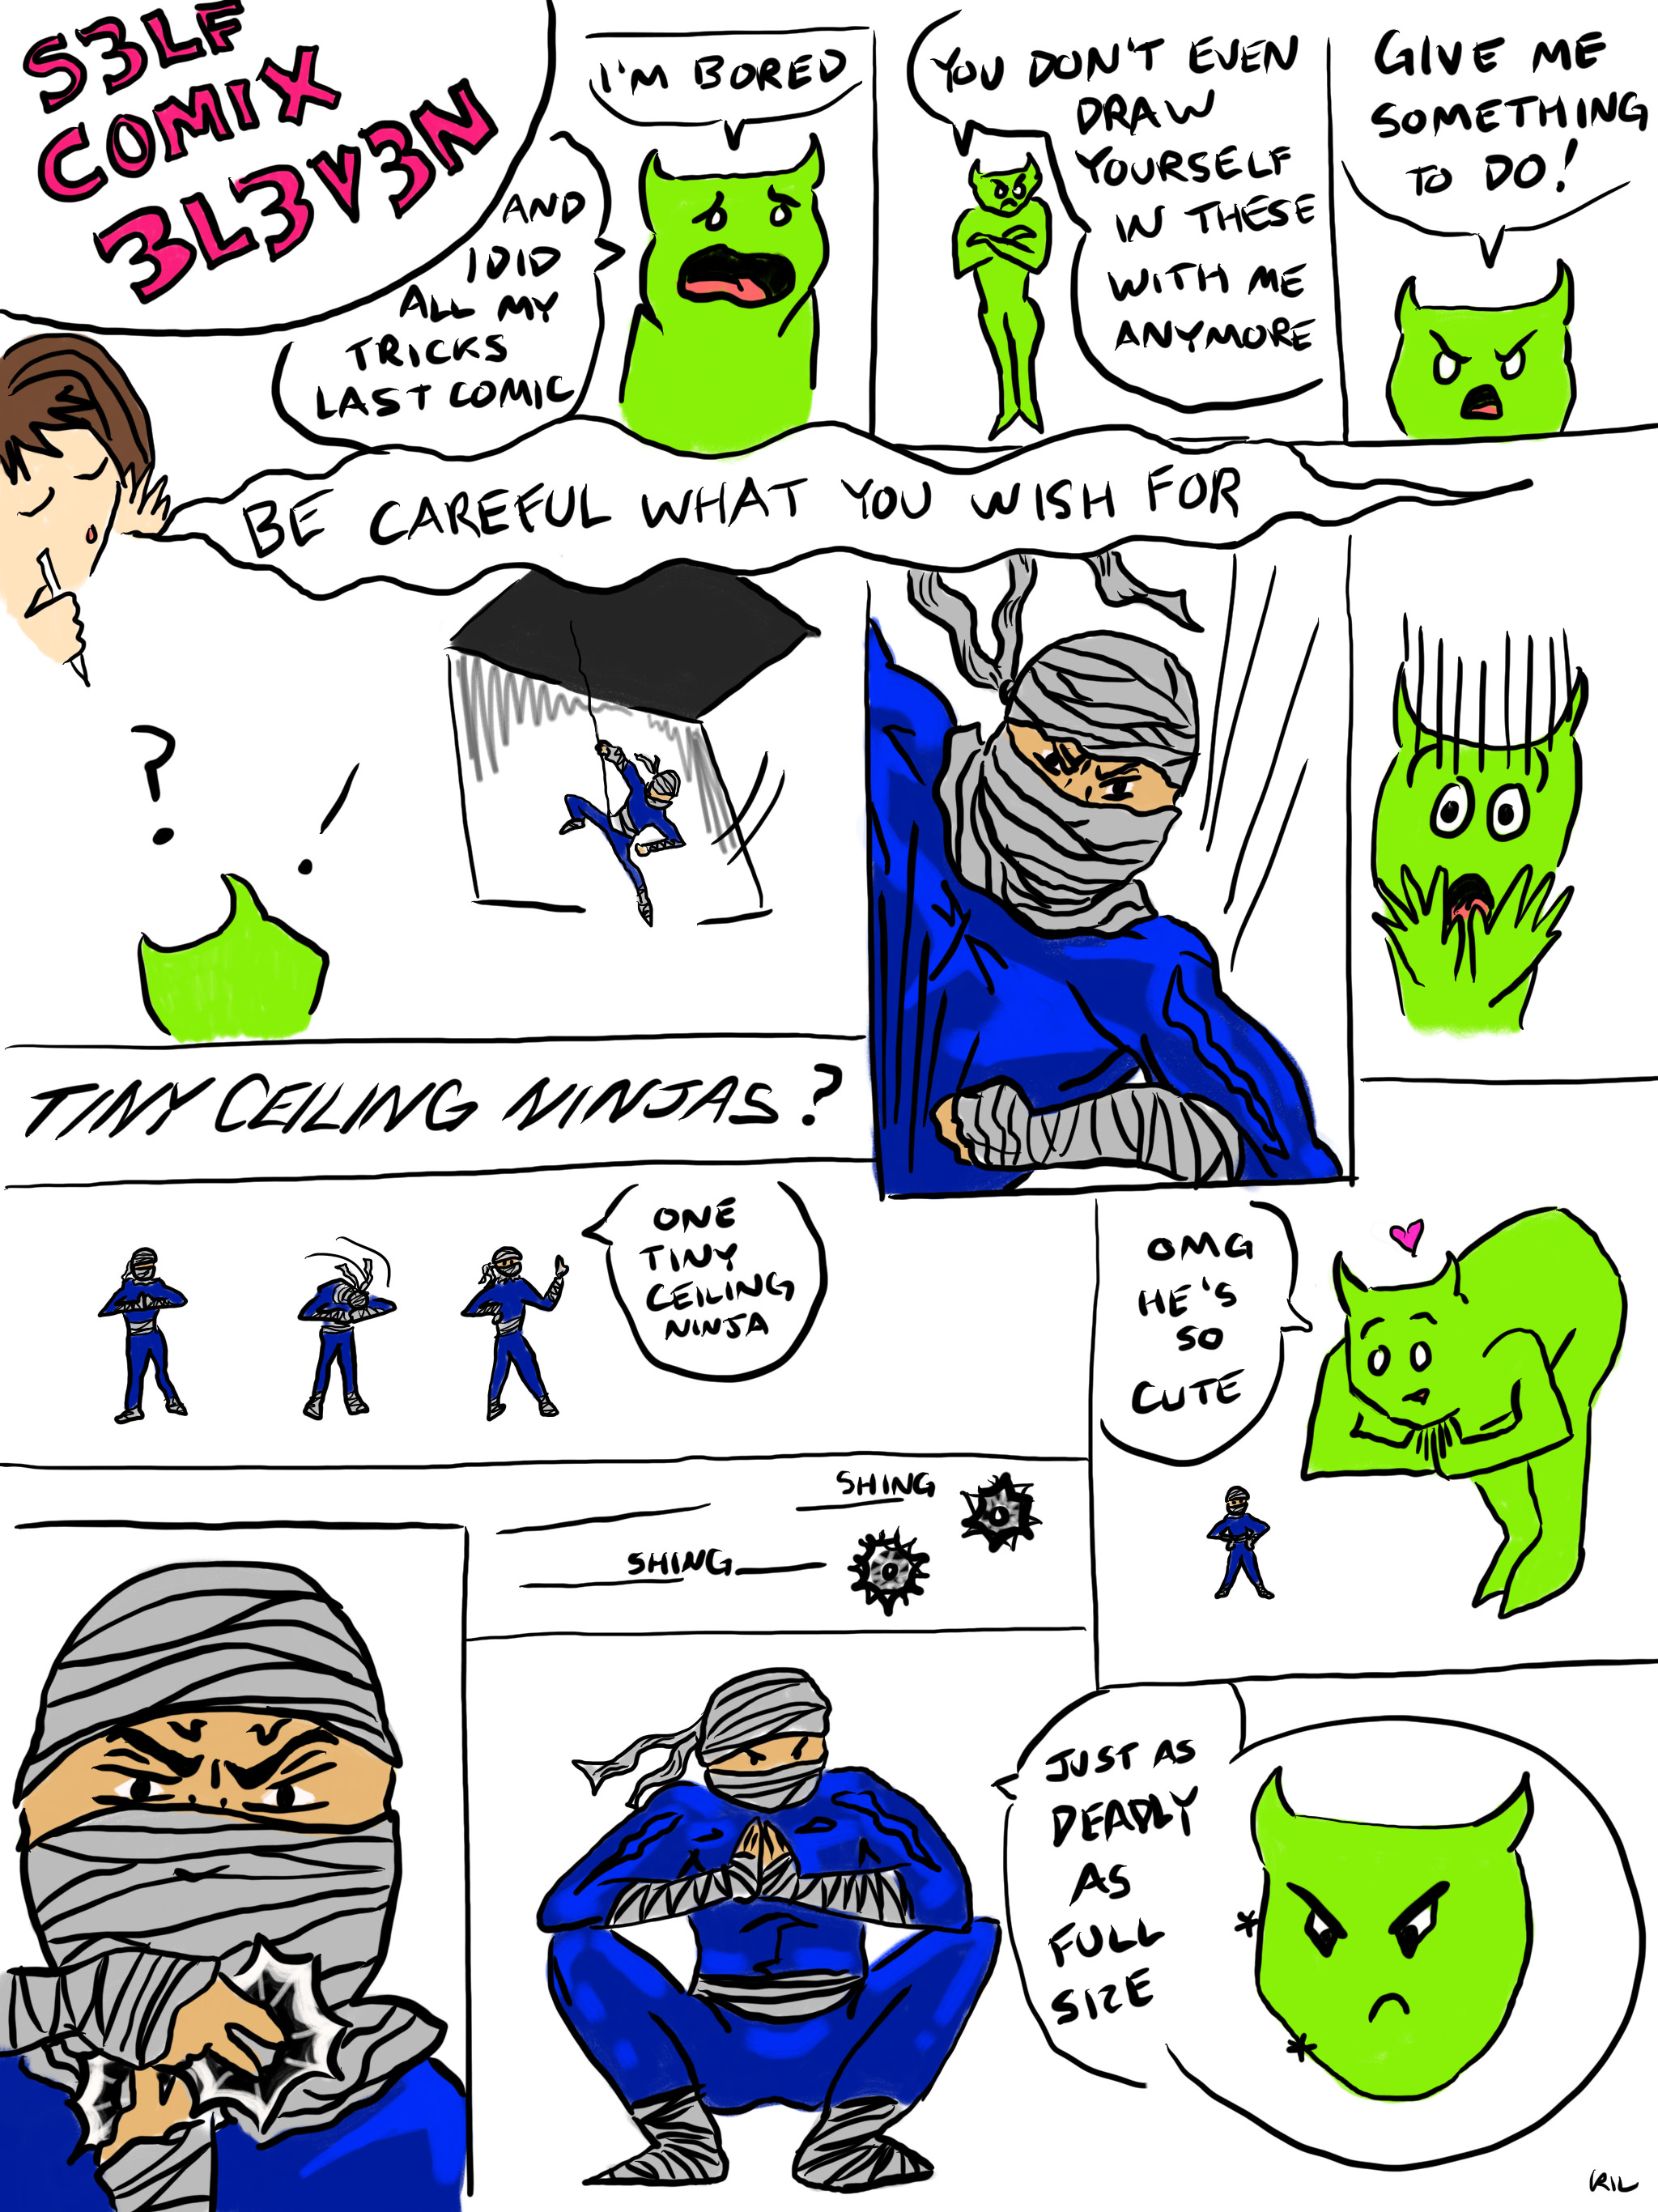 S3LF
COMIX
3L3V3N
I'M BORED
AND
I DID
ALL MY
TRICKS
LAST COMIC
YOU DON'T EVEN
DRAW
YOURSELF
IN THESE
WITH ME
ANYMORE
GIVE ME
SOMETHING
TO DO!
BE CAREFUL WHAT YOU WISH FOR
? !
TINY CEILING NINJAS?
ONE
TINY
CEILING
NINJA
OMG
HE'S
SO
CUTE
SHING
SHING
JUST AS
DEADLY
AS
FULL
SIZE
KRIL